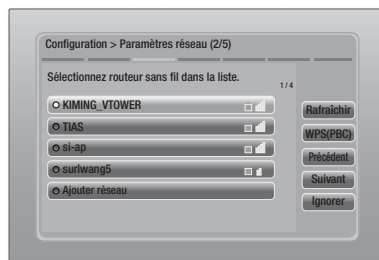 Configuration > Paramètres réseau (2/5)
Sélectionnez routeur sans fil dans la liste.
1/4
KIMING_VTOWER
TIAS
si-ap
surlwang5
Ajouter réseau
Rafraîchir
WPS(PBC)
Précédent
Suivant
Ignorer